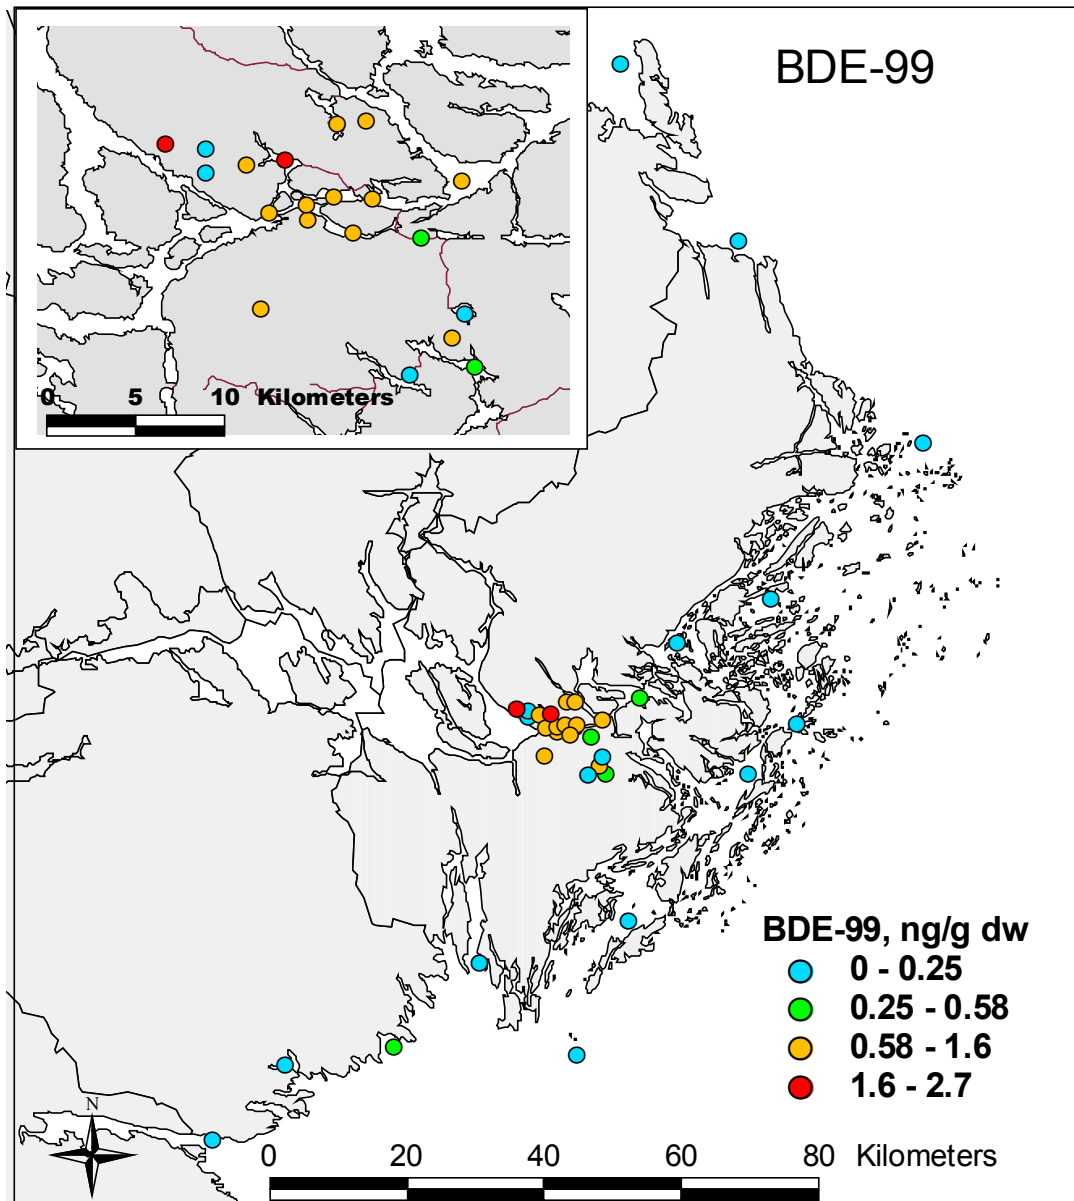 BDE-99
0 5 10 Kilometers
BDE-99, ng/g dw
0 - 0.25
0.25 - 0.58
0.58 - 1.6
1.6 - 2.7
N
0 20 40 60 80 Kilometers